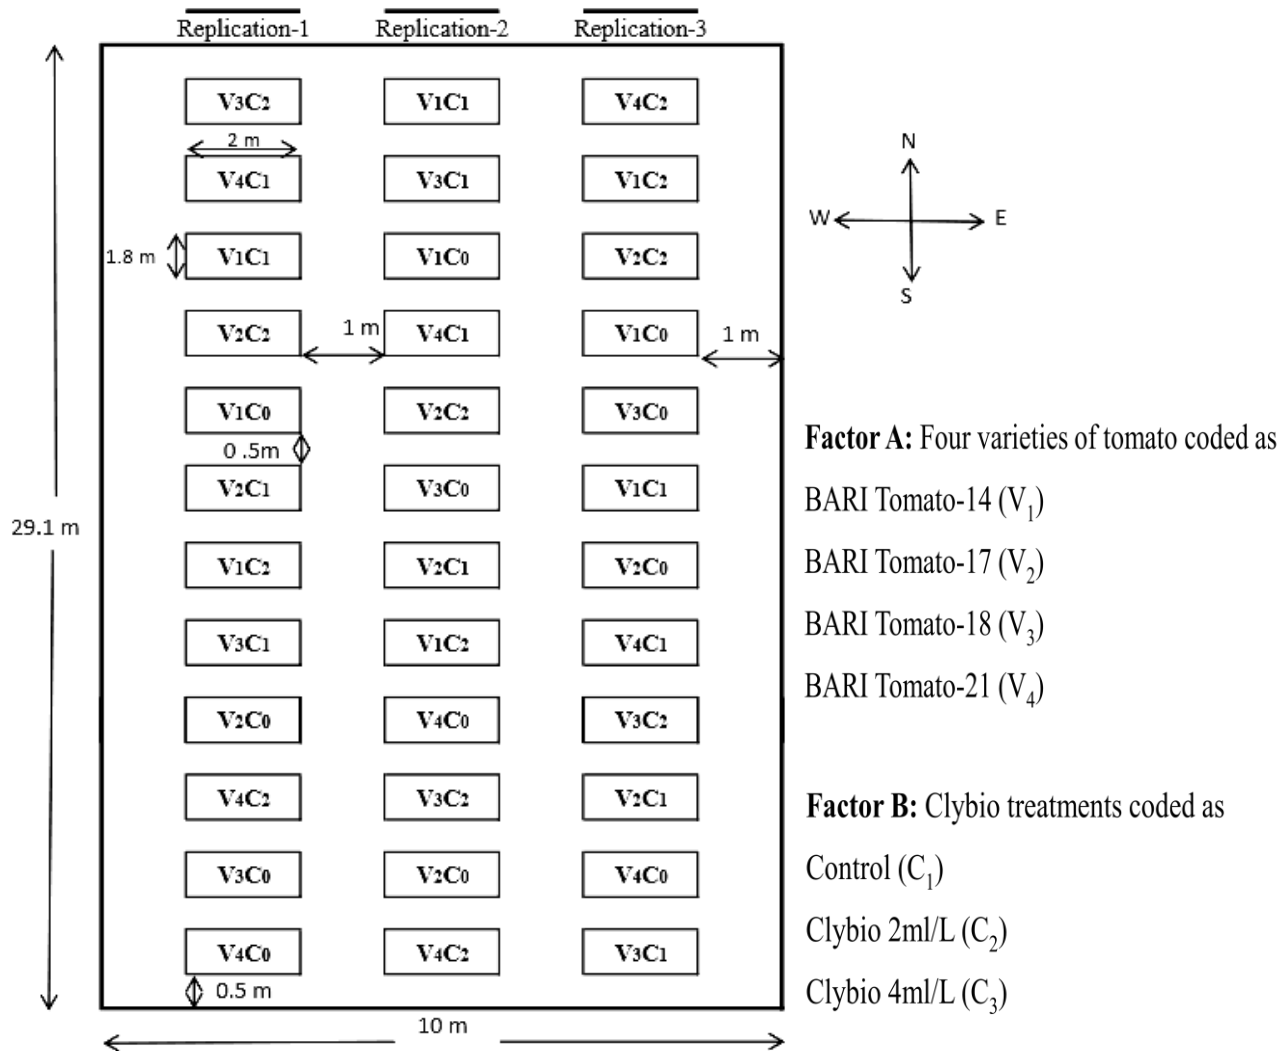 Replication-1 Replication-2 Replication-3
V3C2 V1C1 V4C2
2 m
V4C1 V3C1 V1C2
1.8 m V1C1 V1C0 V2C2
V2C2 1 m V4C1 V1C0 1 m
V1C0 V2C2 V3C0
0 .5m
V2C1 V3C0 V1C1
29.1 m
V1C2 V2C1 V2C0
V3C1 V1C2 V4C1
V2C0 V4C0 V3C2
V4C2 V3C2 V2C1
V3C0 V2C0 V4C0
V4C0 V4C2 V3C1
0.5 m
10 m
N
W E
S
Factor A: Four varieties of tomato coded as
BARI Tomato-14 (V1)
BARI Tomato-17 (V2)
BARI Tomato-18 (V3)
BARI Tomato-21 (V4)
Factor B: Clybio treatments coded as
Control (C1)
Clybio 2ml/L (C2)
Clybio 4ml/L (C3)